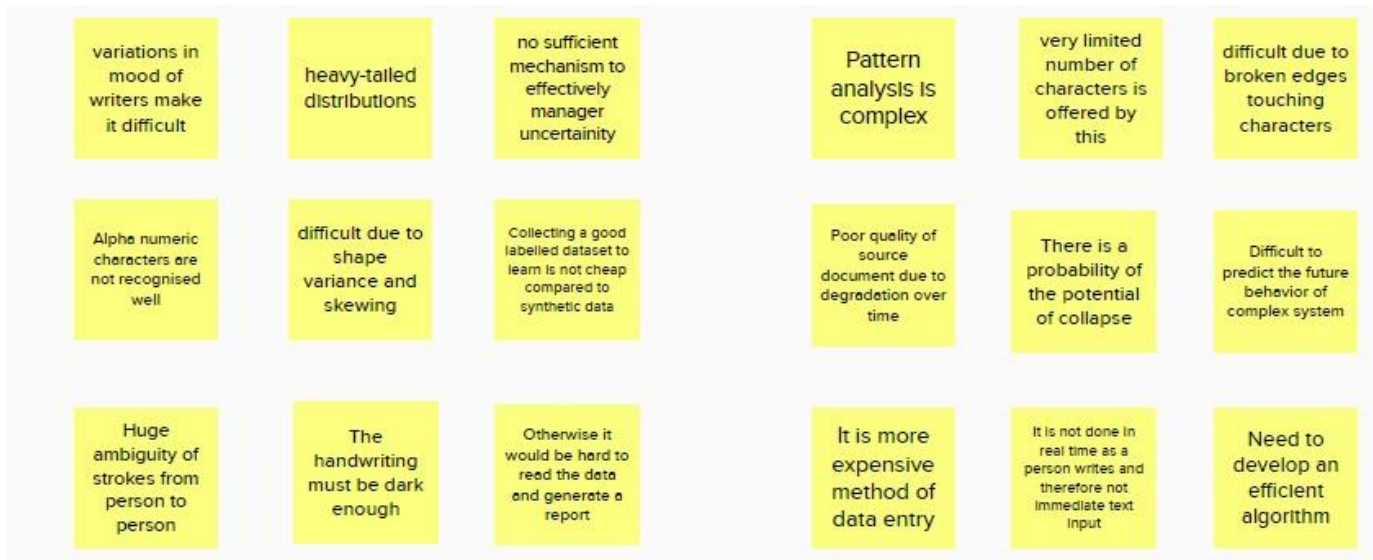 variations in
mood of
writers make
it difficult
heavy-tailed
distributions
no sufficient
mechanism to
effectively
manager
uncertainity
Pattern
analysis is
complex
very limited
number of
characters is
offered by
this
difficult due to
broken edges
touching
characters
Alpha numeric
characters are
not recognised
well
difficult due to
shape
variance and
skewing
Collecting a good
labelled dataset to
learn is not cheap
compared to
synthetic data
Poor quality of
source
document due to
degradation over
time
There is a
probability of
the potential
of collapse
Difficult to
predict the future
behavior of
complex system
Huge
ambiguity of
strokes from
person to
person
The
handwriting
must be dark
enough
Otherwise it
would be hard to
read the data
and generate a
report
It is more
expensive
method of
data entry
It is not done in
real time as a
person writes and
therefore not
immediate text
input
Need to
develop an
efficient
algorithm